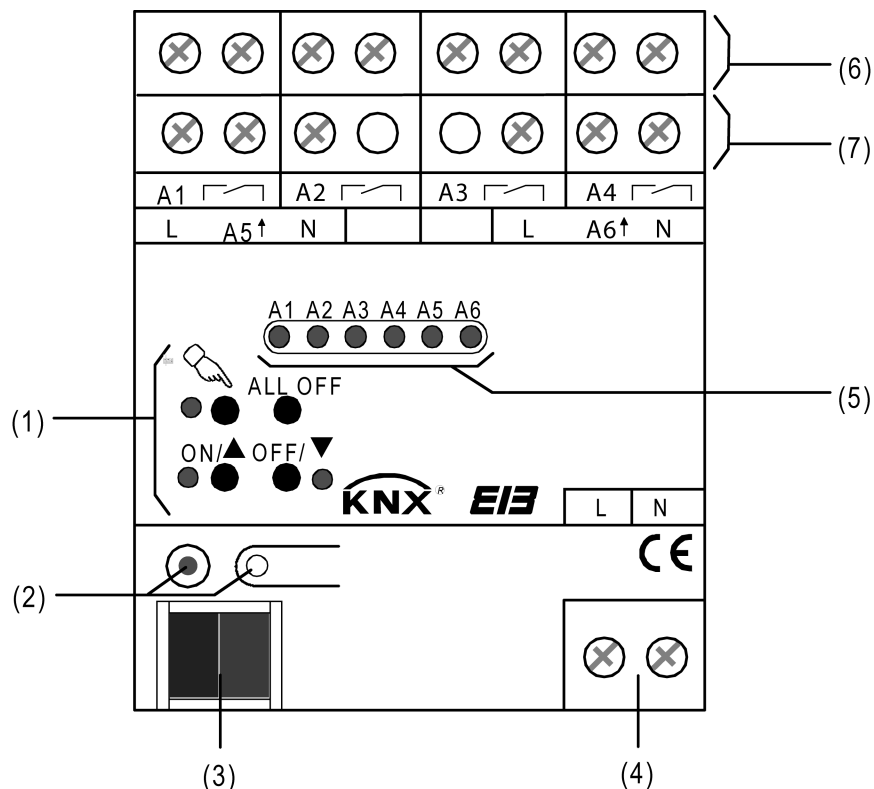 (6)
(7)
A1 A2 A3 A4
L A5↑ N L A6↑ N
A1 A2 A3 A4 A5 A6
ALL OFF
(5)
(1)
ON/▲ OFF/▼
KNX® EIB
L N
CE
(2)
(3)
(4)